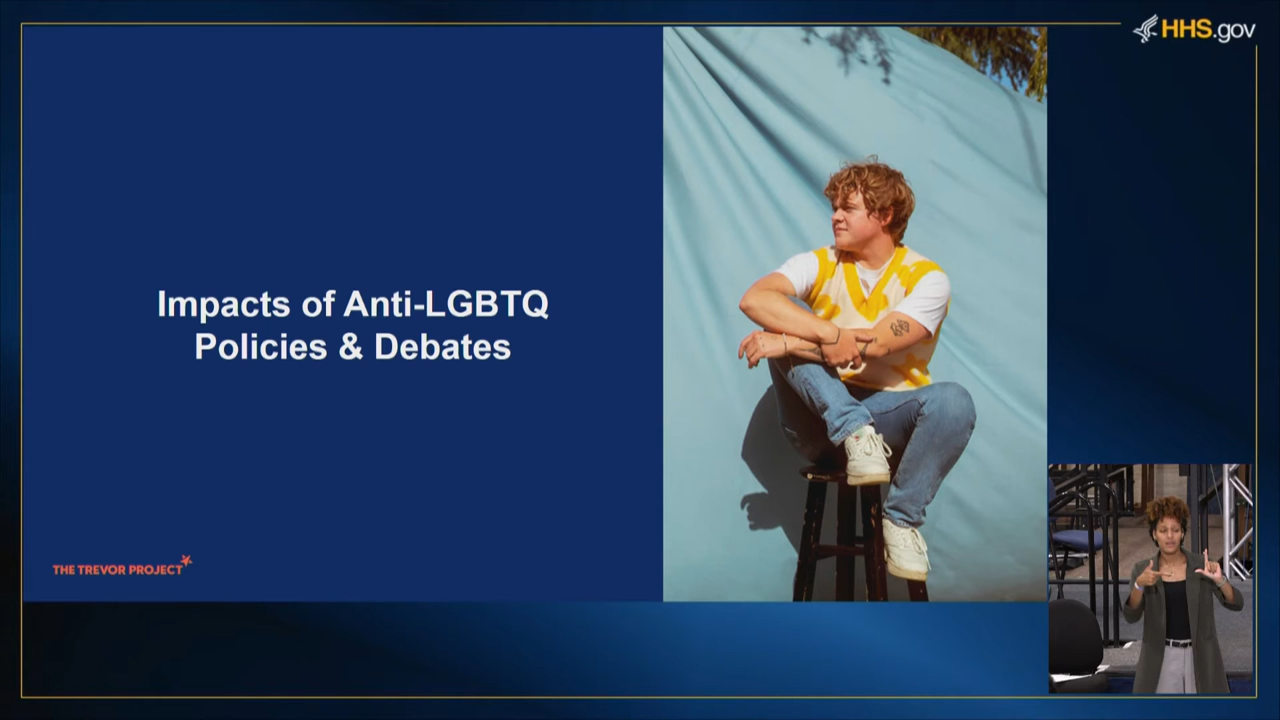 HHS.gov
Impacts of Anti-LGBTQ
Policies & Debates
THE TREVOR PROJECT